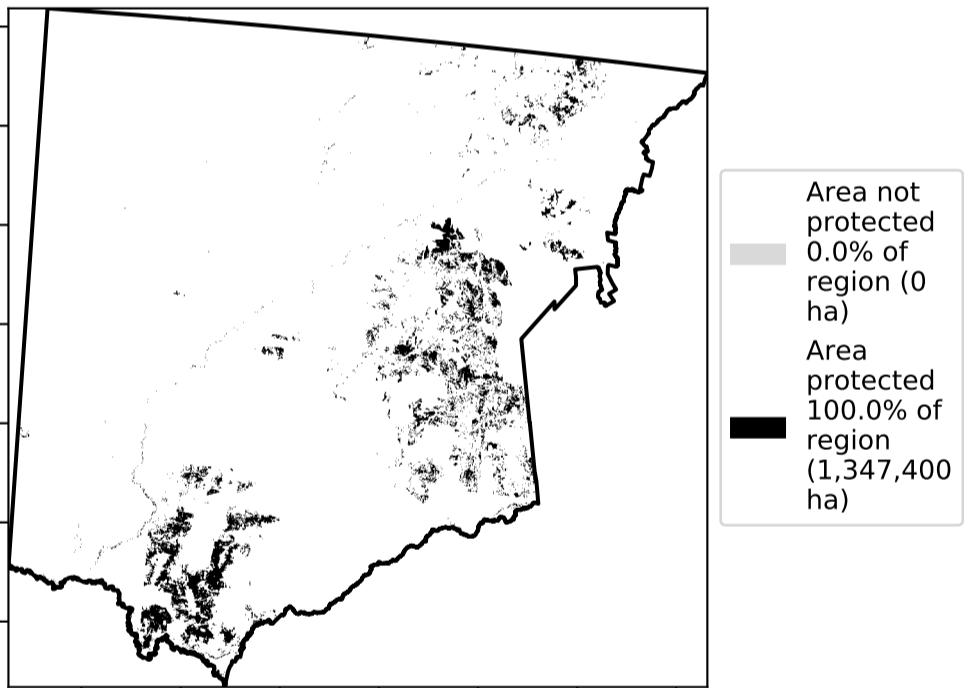 Area not
protected
0.0% of
region (0
ha)
Area
protected
100.0% of
region
(1,347,400
ha)